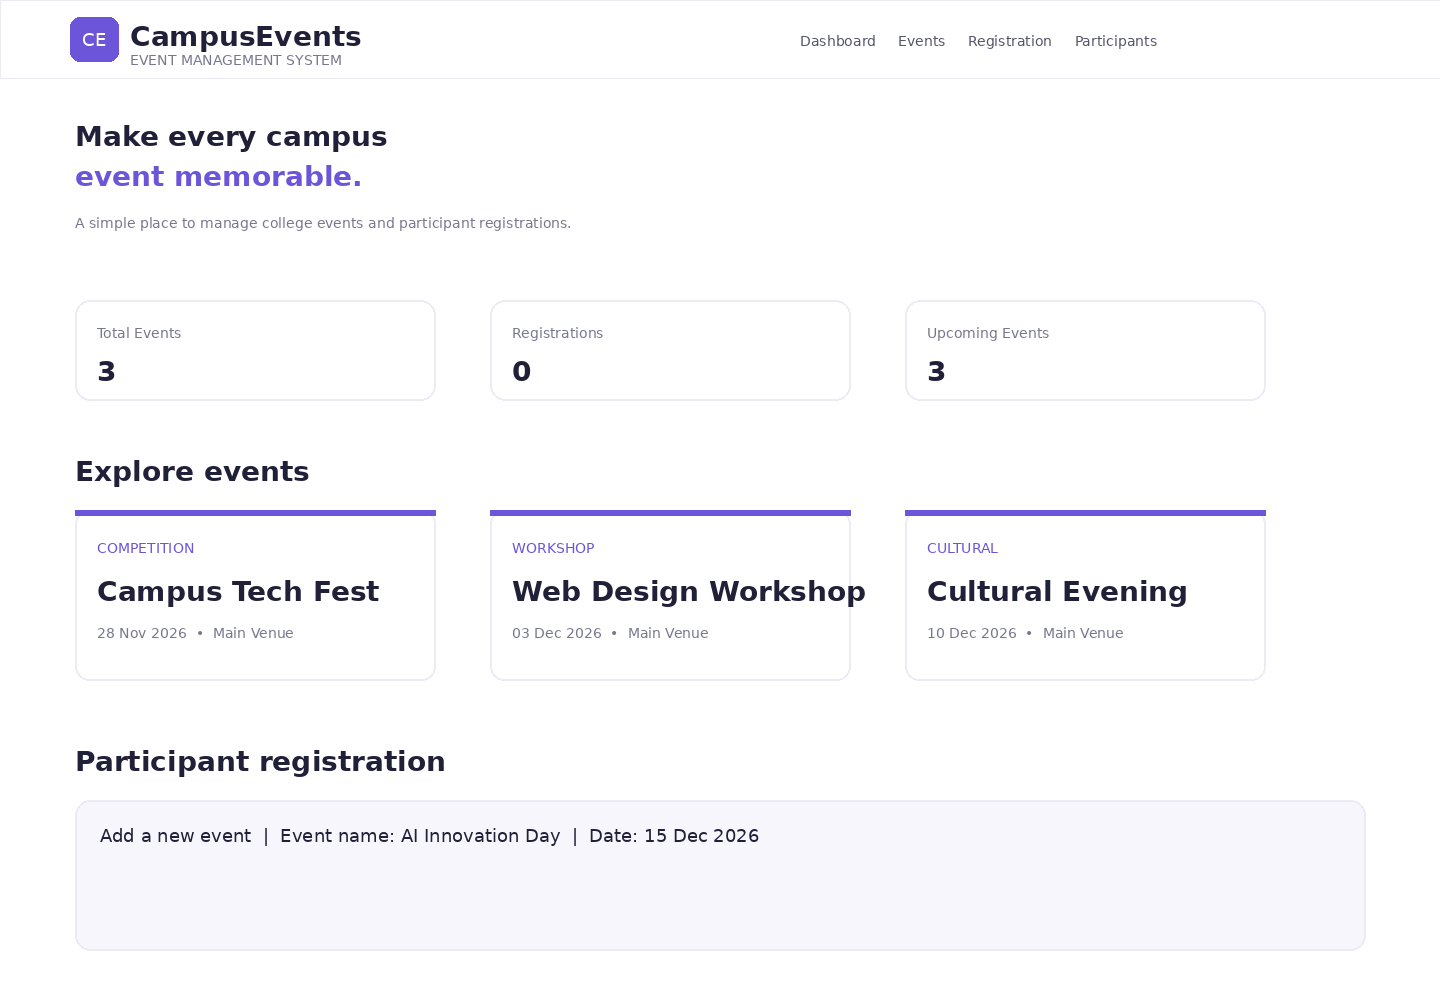 CE
CampusEvents
EVENT MANAGEMENT SYSTEM
Dashboard Events Registration Participants
Make every campus
event memorable.
A simple place to manage college events and participant registrations.
Total Events
3
Registrations
0
Upcoming Events
3
Explore events
COMPETITION
Campus Tech Fest
28 Nov 2026 • Main Venue
WORKSHOP
Web Design Workshop
03 Dec 2026 • Main Venue
CULTURAL
Cultural Evening
10 Dec 2026 • Main Venue
Participant registration
Add a new event | Event name: AI Innovation Day | Date: 15 Dec 2026